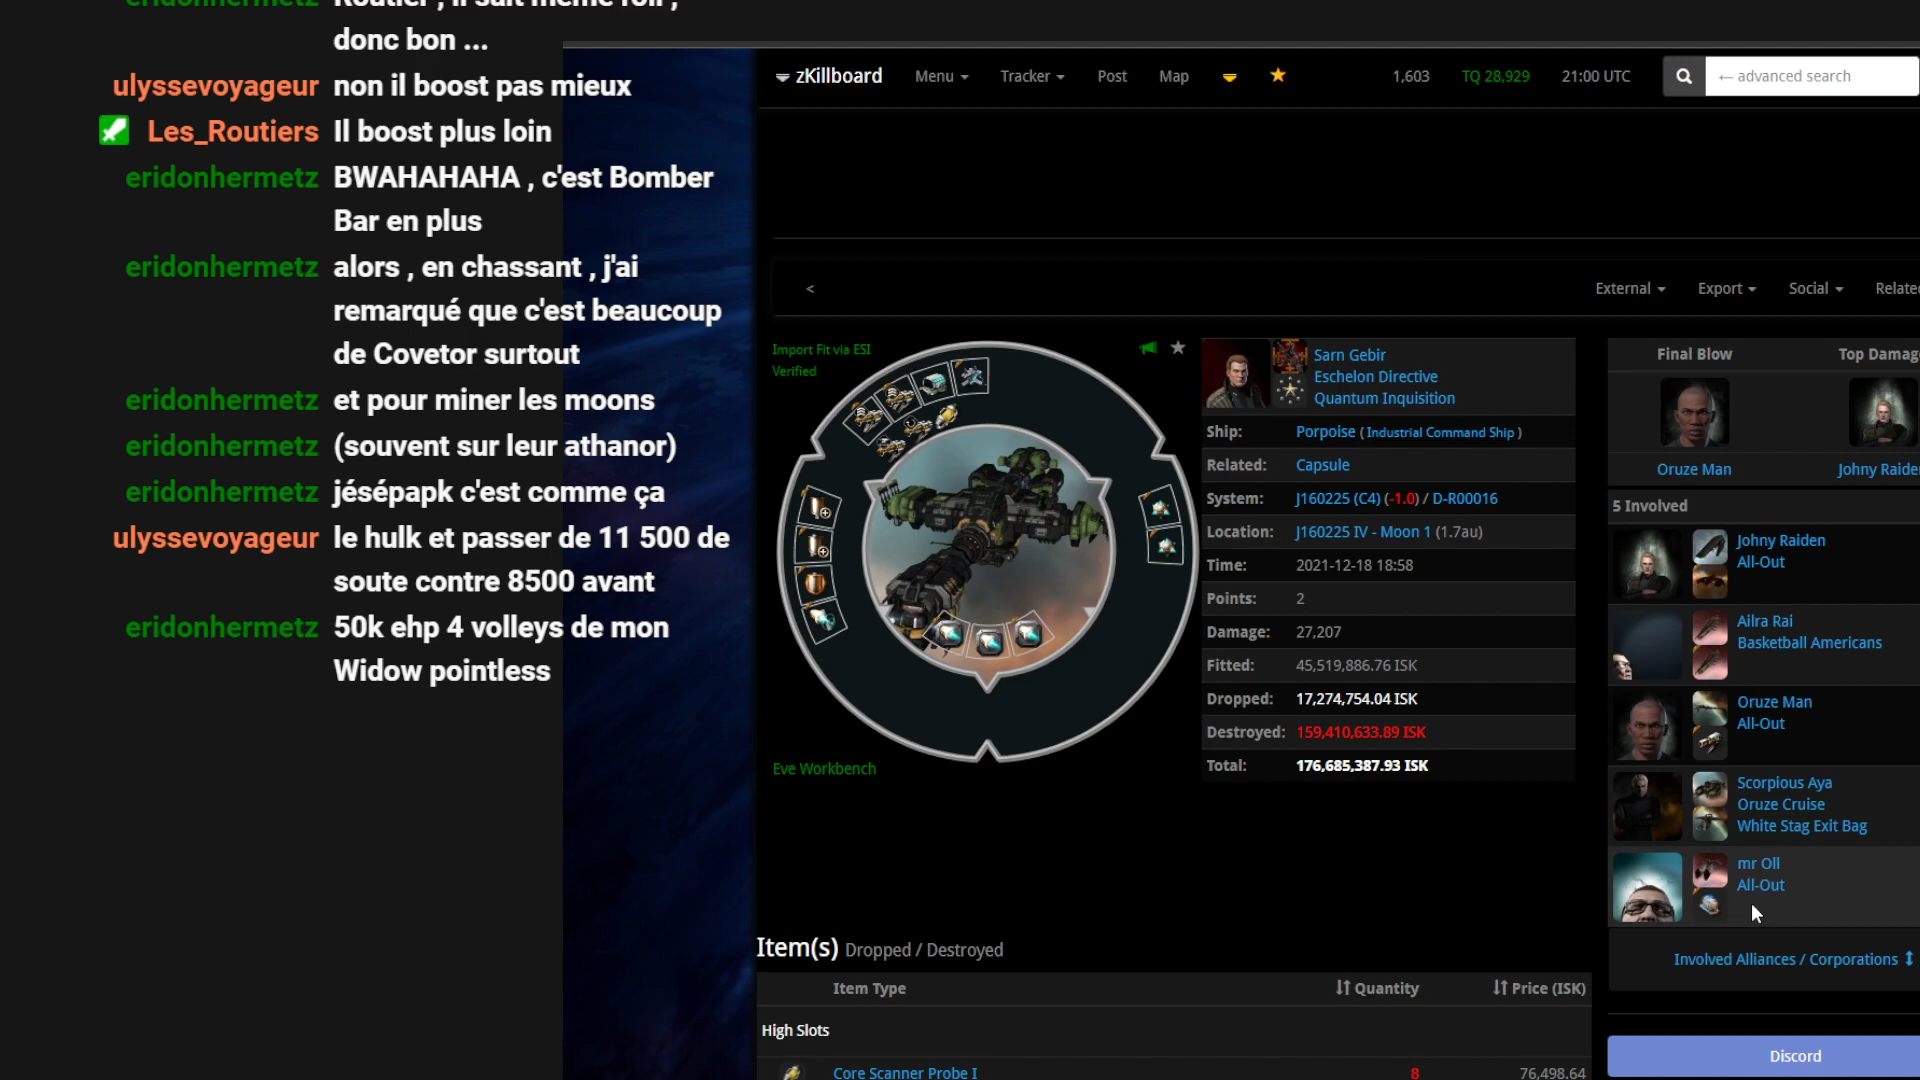 donc bon ...
ulyssevoyageur non il boost pas mieux
Les_Routiers Il boost plus loin
eridonhermetz BWAHAHAHA , c'est Bomber
Bar en plus
eridonhermetz alors , en chassant , j'ai
remarqué que c'est beaucoup
de Covetor surtout
eridonhermetz et pour miner les moons
eridonhermetz (souvent sur leur athanor)
eridonhermetz jésépapk c'est comme ça
ulyssevoyageur le hulk et passer de 11 500 de
soute contre 8500 avant
eridonhermetz 50k ehp 4 volleys de mon
Widow pointless
zKillboard Menu Tracker Post Map 1,603 TQ 28,929 21:00 UTC ← advanced search
< External Export Social Related
Import Fit via ESI
Verified
Eve Workbench
Sarn Gebir
Eschelon Directive
Quantum Inquisition
Ship: Porpoise ( Industrial Command Ship )
Related: Capsule
System: J160225 (C4) (-1.0) / D-R00016
Location: J160225 IV - Moon 1 (1.7au)
Time: 2021-12-18 18:58
Points: 2
Damage: 27,207
Fitted: 45,519,886.76 ISK
Dropped: 17,274,754.04 ISK
Destroyed: 159,410,633.89 ISK
Total: 176,685,387.93 ISK
Final Blow Top Damage
Oruze Man Johny Raiden
5 Involved
Johny Raiden
All-Out
Ailra Rai
Basketball Americans
Oruze Man
All-Out
Scorpious Aya
Oruze Cruise
White Stag Exit Bag
mr Oll
All-Out
Involved Alliances / Corporations
Discord
Item(s) Dropped / Destroyed
Item Type Quantity Price (ISK)
High Slots
Core Scanner Probe I 8 76,498.64